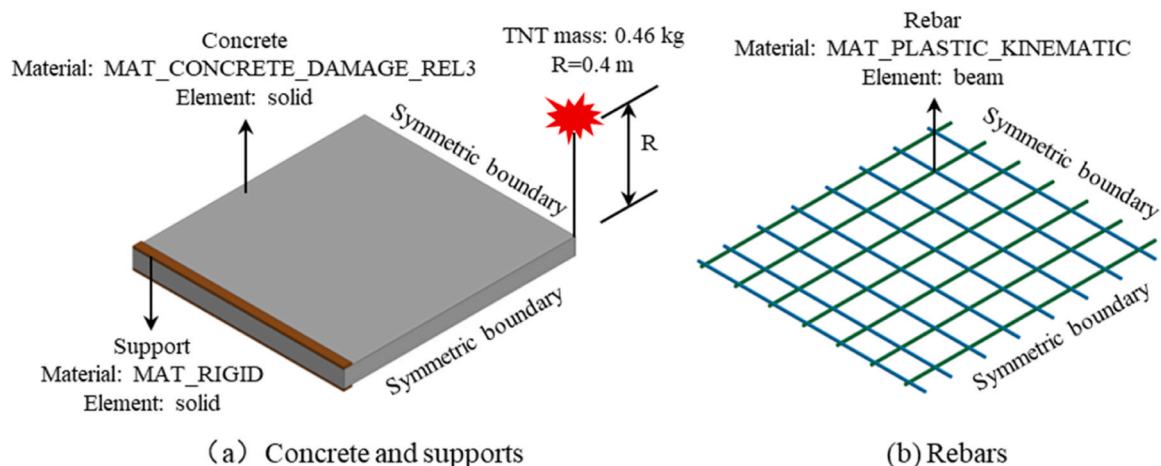 Concrete
Material: MAT_CONCRETE_DAMAGE_REL3
Element: solid
TNT mass: 0.46 kg
R=0.4 m
R
Symmetric boundary
Symmetric boundary
Support
Material: MAT_RIGID
Element: solid
(a) Concrete and supports
Rebar
Material: MAT_PLASTIC_KINEMATIC
Element: beam
Symmetric boundary
Symmetric boundary
(b) Rebars